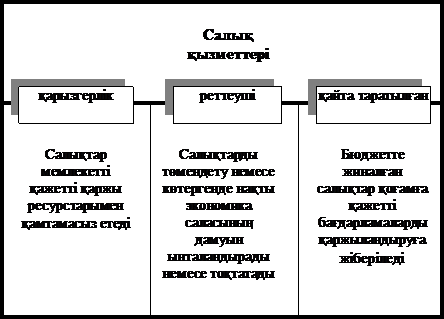 Салық
қызметтері
қарызгерлік
реттеуші
қайта таратылған
Салықтар
мемлекетті
қажетті қаржы
ресурстарымен
қамтамасыз етеді
Салықтарды
төмендету немесе
көтергенде нақты
экономика
саласының
дамуын
ынталандырады
немесе тоқтатады
Бюджетте
жиналған
салықтар қоғамға
қажетті
бағдарламаларды
қаржыландыруға
жіберіледі